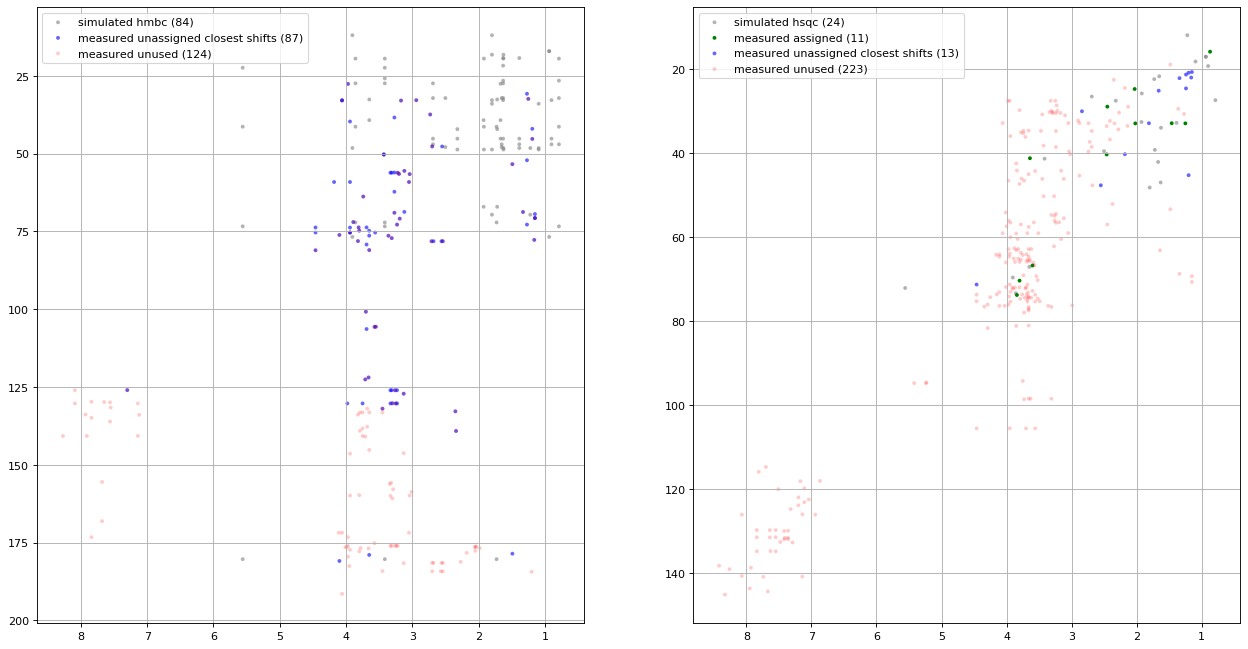 simulated hmbc (84)
measured unassigned closest shifts (87)
measured unused (124)
25
50
75
100
125
150
175
200
8 7 6 5 4 3 2 1
simulated hsqc (24)
measured assigned (11)
measured unassigned closest shifts (13)
measured unused (223)
20
40
60
80
100
120
140
8 7 6 5 4 3 2 1